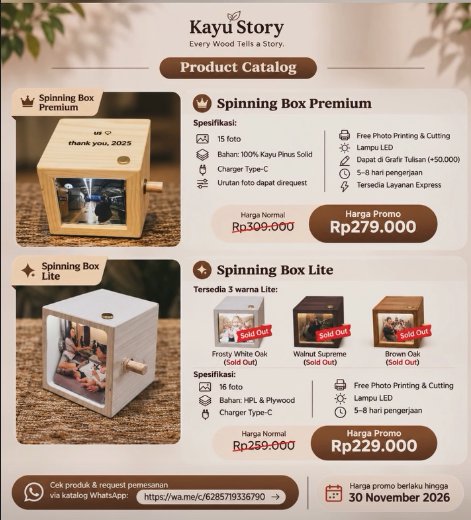 Kayu Story
Every Wood Tells a Story.
Product Catalog
Spinning Box
Premium
us ♡
thank you, 2025
Spinning Box Premium
Spesifikasi:
15 foto
Bahan: 100% Kayu Pinus Solid
Charger Type-C
Urutan foto dapat direquest
Free Photo Printing & Cutting
Lampu LED
Dapat di Grafir Tulisan (+50.000)
5-8 hari pengerjaan
Tersedia Layanan Express
Harga Normal
Rp309.000
Harga Promo
Rp279.000
Spinning Box
Lite
Spinning Box Lite
Tersedia 3 warna Lite:
Sold Out
Sold Out
Sold Out
Frosty White Oak
(Sold Out)
Walnut Supreme
(Sold Out)
Brown Oak
(Sold Out)
Spesifikasi:
16 foto
Bahan: HPL & Plywood
Charger Type-C
Free Photo Printing & Cutting
Lampu LED
5-8 hari pengerjaan
Harga Normal
Rp259.000
Harga Promo
Rp229.000
Cek produk & request pemesanan
via katalog WhatsApp:
https://wa.me/c/6285719336790 →
Harga promo berlaku hingga
30 November 2026